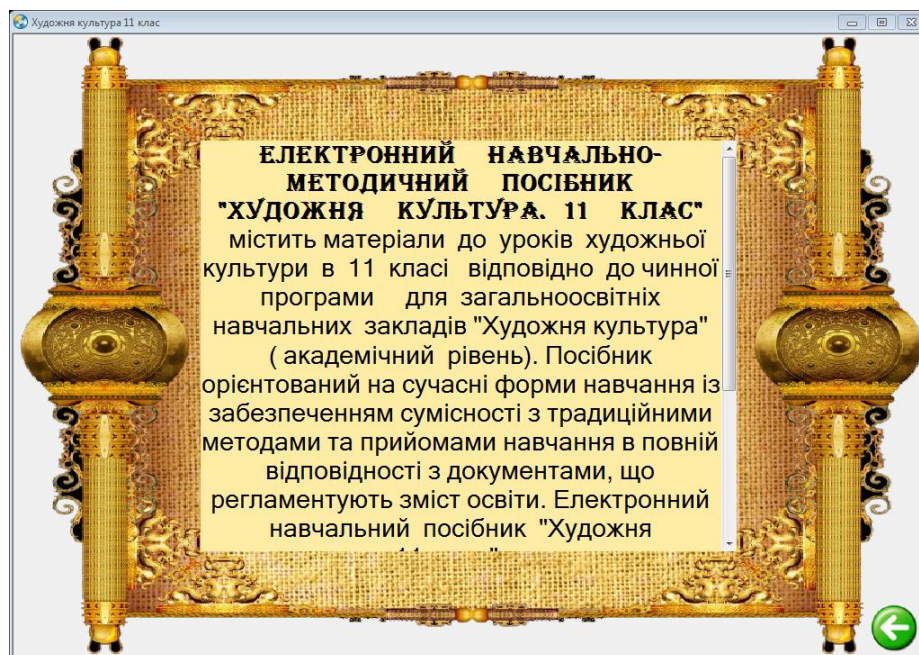 Художня культура 11 клас
ЕЛЕКТРОННИЙ НАВЧАЛЬНО-
МЕТОДИЧНИЙ ПОСІБНИК
"ХУДОЖНЯ КУЛЬТУРА. 11 КЛАС"
містить матеріали до уроків художньої
культури в 11 класі відповідно до чинної
програми для загальноосвітніх
навчальних закладів "Художня культура"
( академічний рівень). Посібник
орієнтований на сучасні форми навчання із
забезпеченням сумісності з традиційними
методами та прийомами навчання в повній
відповідності з документами, що
регламентують зміст освіти. Електронний
навчальний посібник "Художня